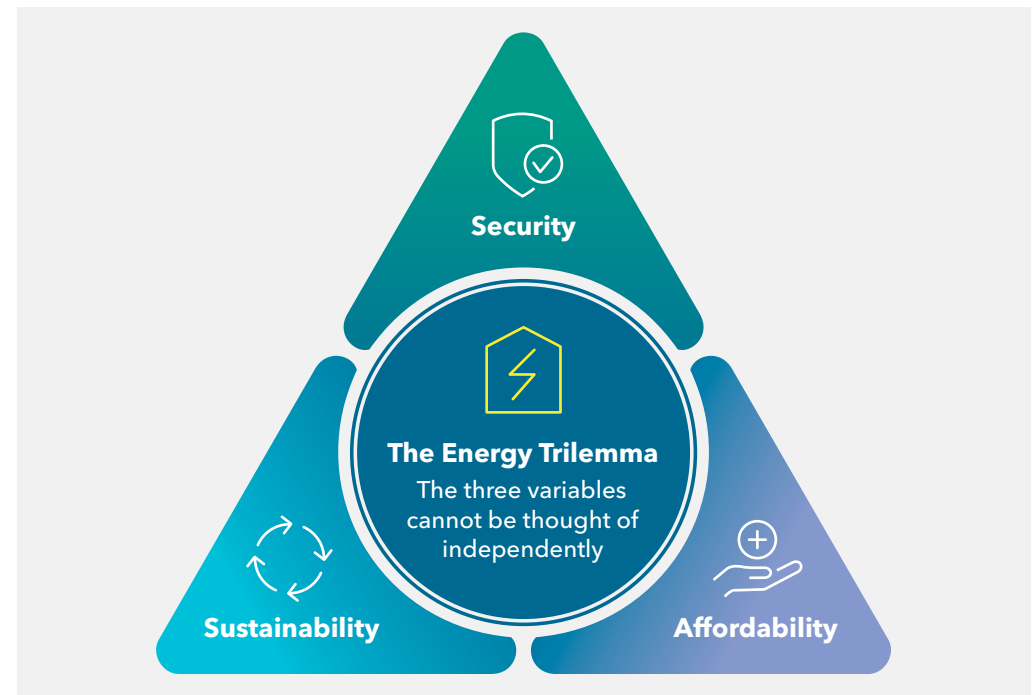 Security
The Energy Trilemma
The three variables
cannot be thought of
independently
Sustainability
Affordability